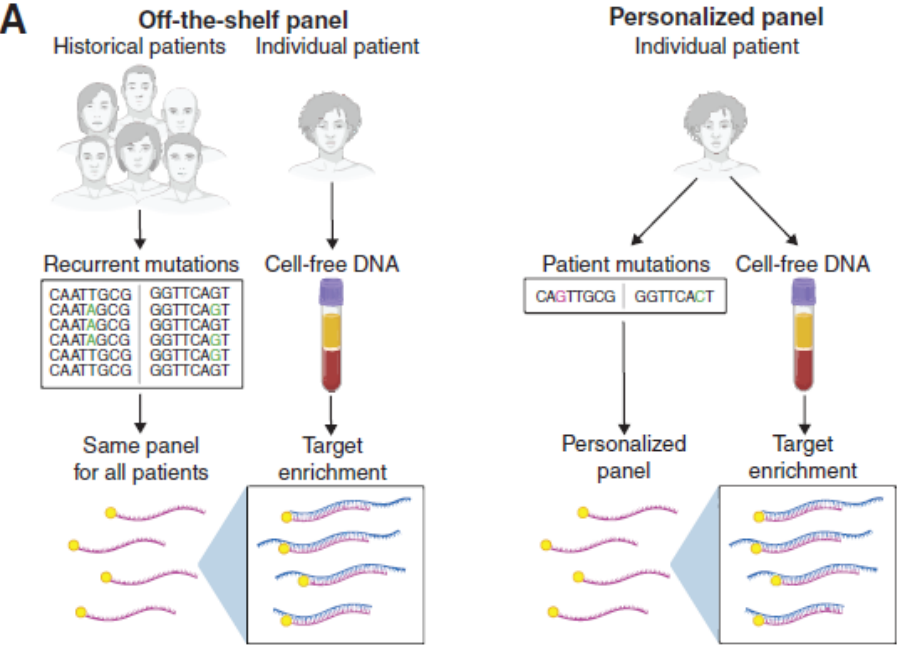 A
Off-the-shelf panel
Historical patients
Individual patient
Recurrent mutations
CAATTGCG GGTTCAGT
CAATAGCG GGTTCAGT
CAATAGCG GGTTCAGT
CAATAGCG GGTTCAGT
CAATTGCG GGTTCAGT
CAATTGCG GGTTCAGT
Cell-free DNA
Same panel
for all patients
Target
enrichment
Personalized panel
Individual patient
Patient mutations
CAGTTGCG GGTTCACT
Cell-free DNA
Personalized
panel
Target
enrichment